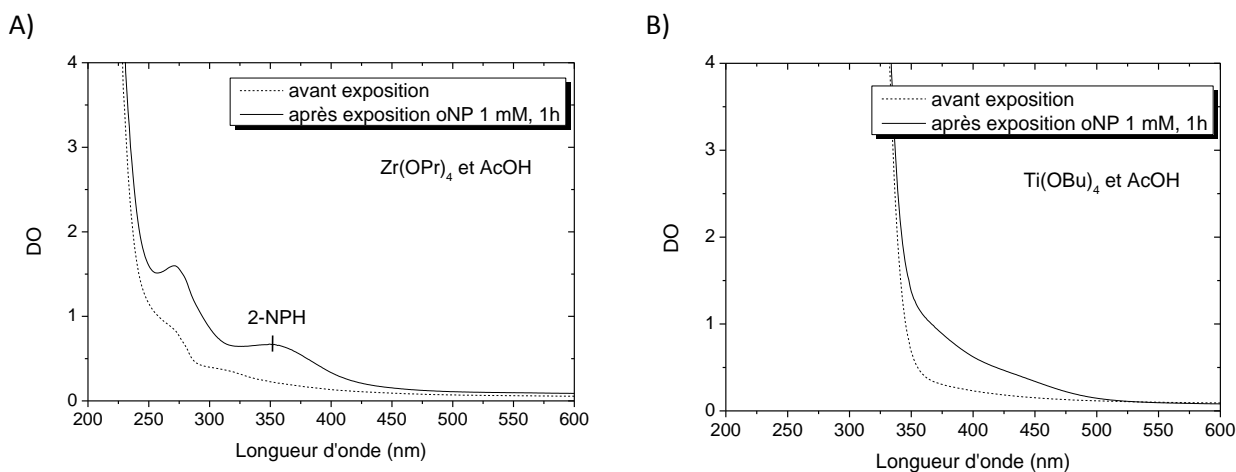 A)
4
3
2
1
0
DO
avant exposition
après exposition oNP 1 mM, 1h
Zr(OPr)4 et AcOH
2-NPH
200 250 300 350 400 450 500 550 600
Longueur d'onde (nm)
B)
4
3
2
1
0
DO
avant exposition
après exposition oNP 1 mM, 1h
Ti(OBu)4 et AcOH
200 250 300 350 400 450 500 550 600
Longueur d'onde (nm)